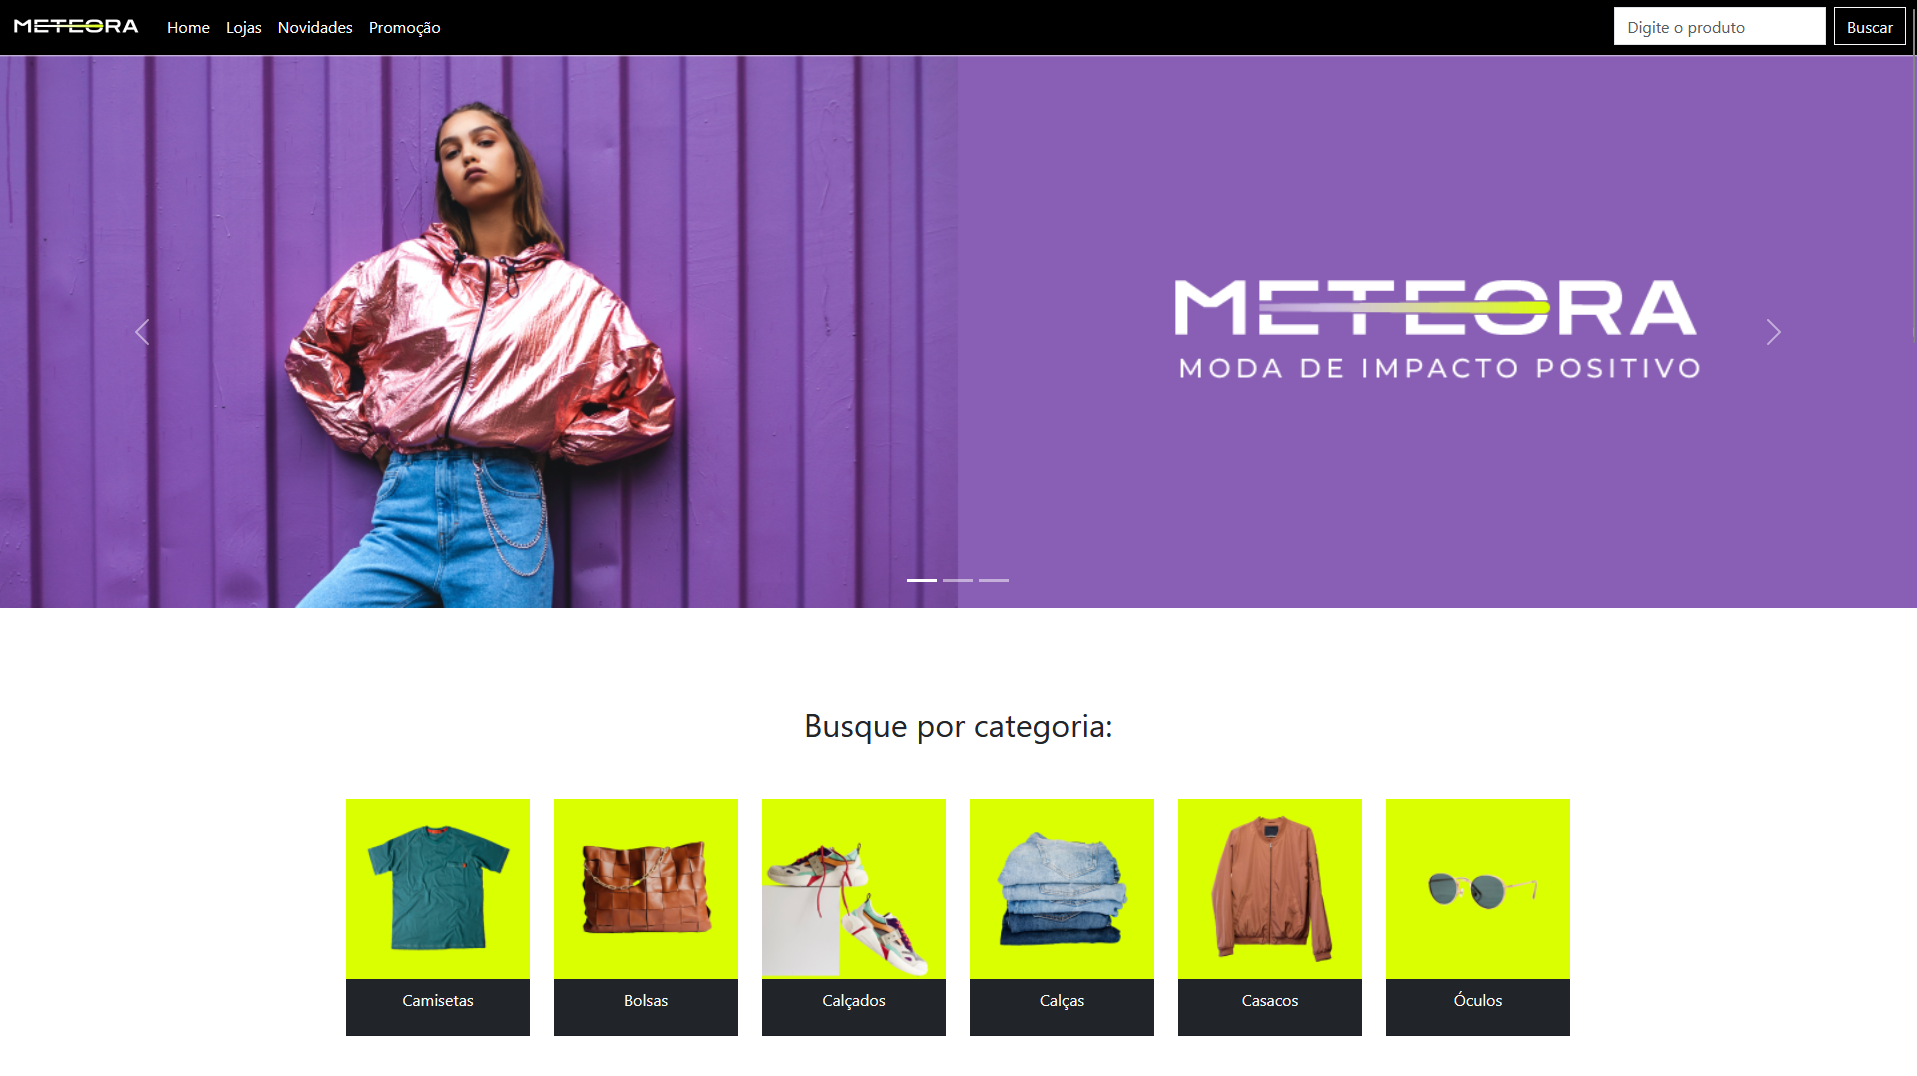 METEORA
Home Lojas Novidades Promoção
Digite o produto
Buscar
METEORA
MODA DE IMPACTO POSITIVO
Busque por categoria:
Camisetas
Bolsas
Calçados
Calças
Casacos
Óculos